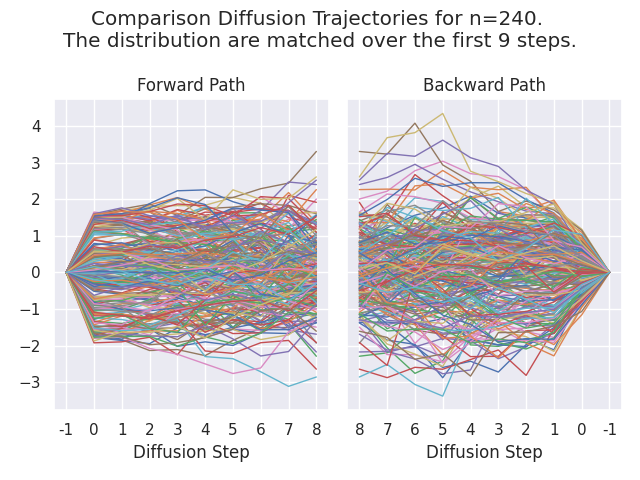 Comparison Diffusion Trajectories for n=240.
The distribution are matched over the first 9 steps.
Forward Path
Backward Path
4
3
2
1
0
−1
−2
−3
-1 0 1 2 3 4 5 6 7 8
8 7 6 5 4 3 2 1 0 -1
Diffusion Step
Diffusion Step